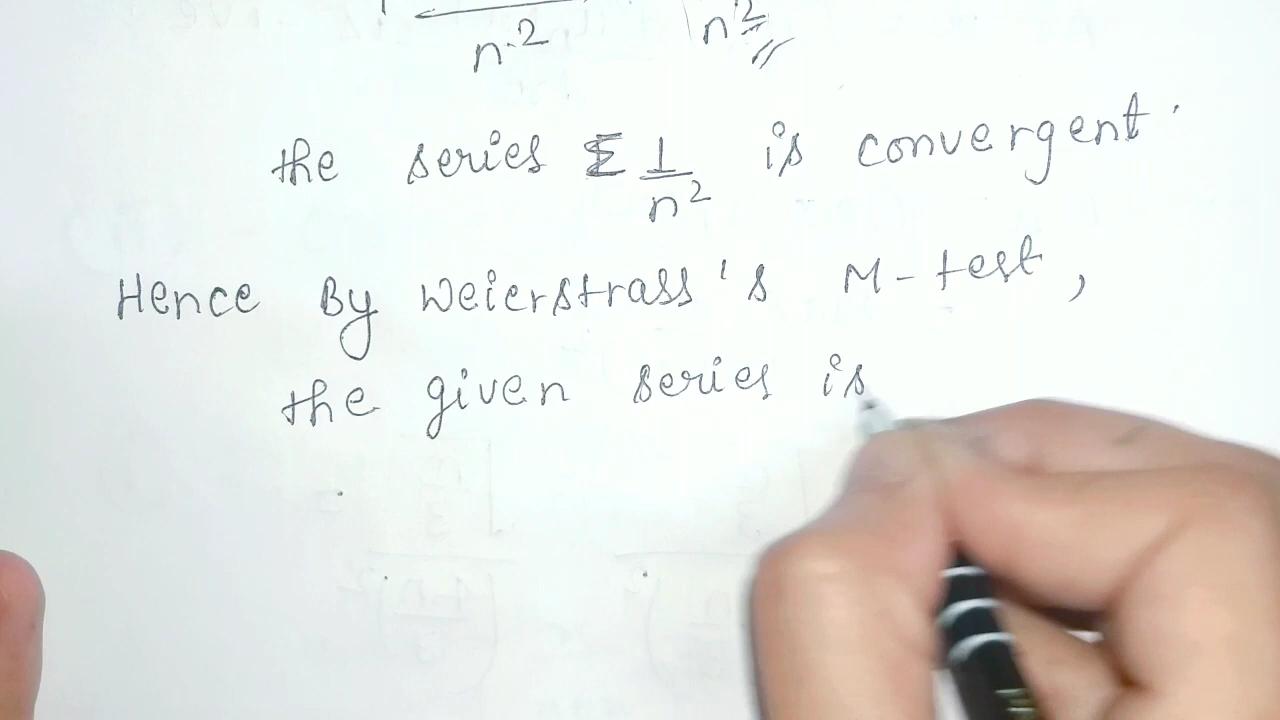 n² n²
the series Σ 1/n² is convergent.
Hence By Weierstrass's M-test,
the given series is